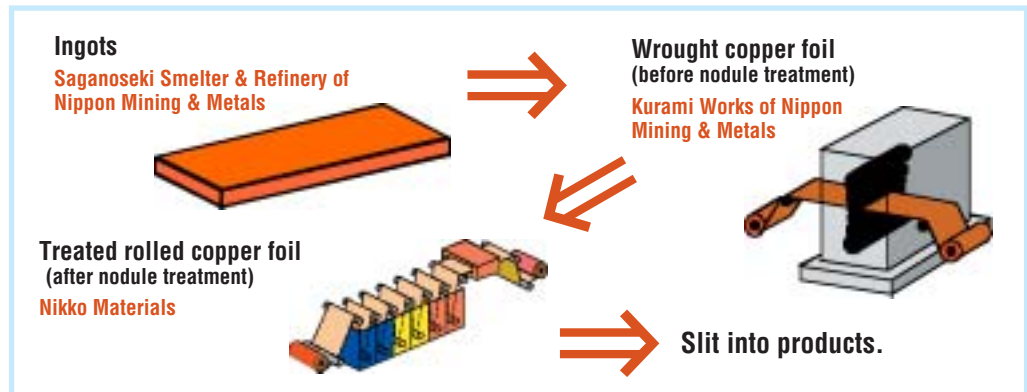 Ingots
Saganoseki Smelter & Refinery of
Nippon Mining & Metals
Wrought copper foil
(before nodule treatment)
Kurami Works of Nippon
Mining & Metals
Treated rolled copper foil
(after nodule treatment)
Nikko Materials
Slit into products.